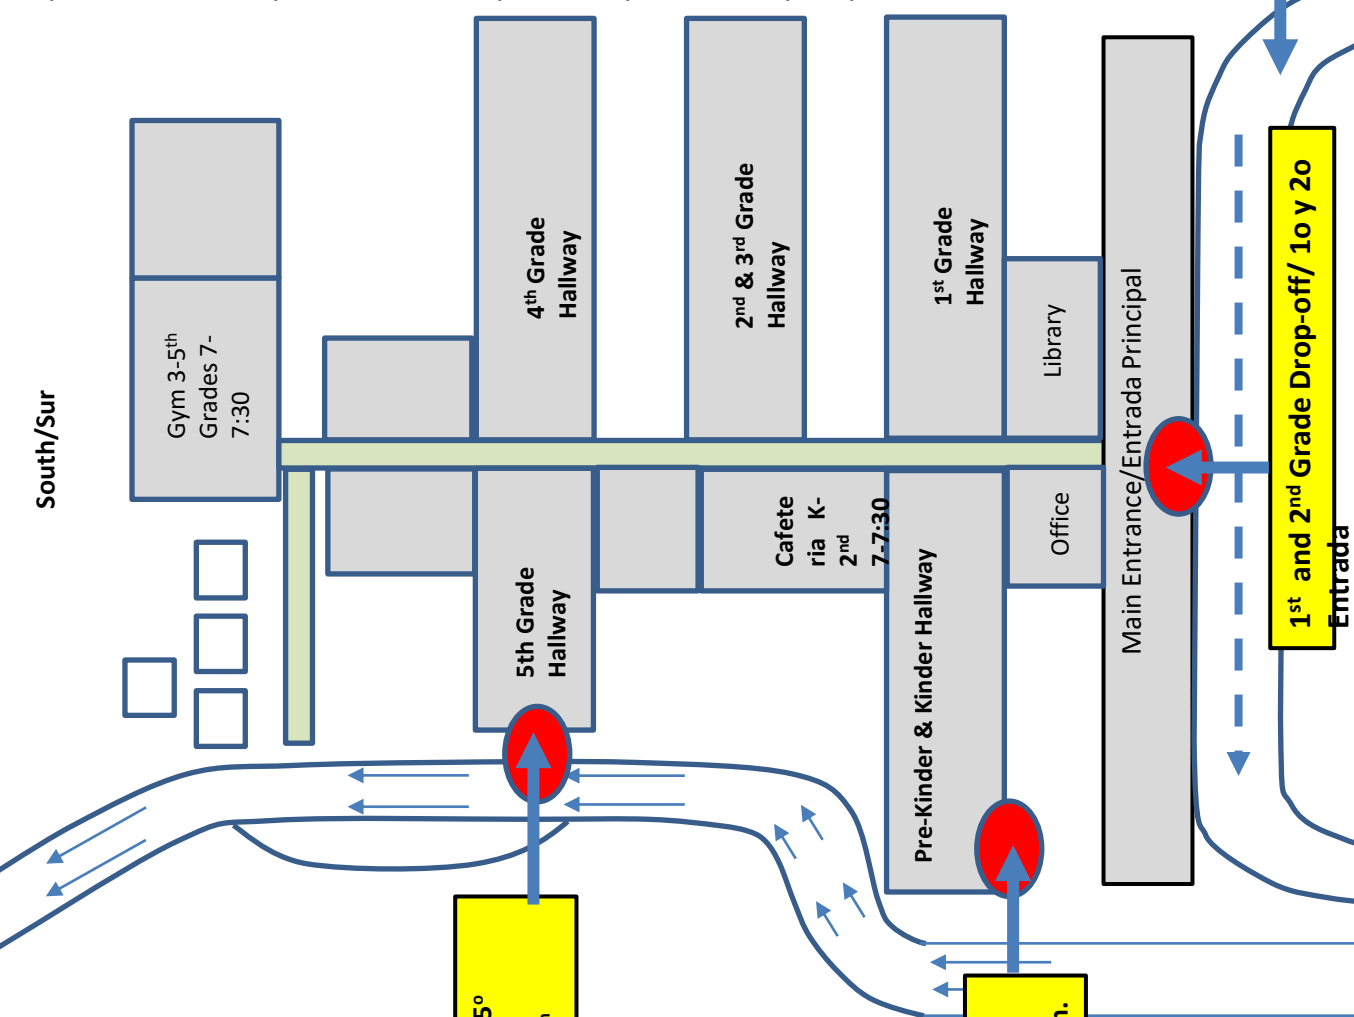 South/Sur
Gym 3-5th
Grades 7-
7:30
4th Grade
Hallway
2nd & 3rd Grade
Hallway
1st Grade
Hallway
Library
Main Entrance/Entrada Principal
1st and 2nd Grade Drop-off/ 1o y 2o
Entrada
5th Grade
Hallway
Cafete
ria K-
2nd
7-7:30
Pre-Kinder & Kinder Hallway
Office
5º